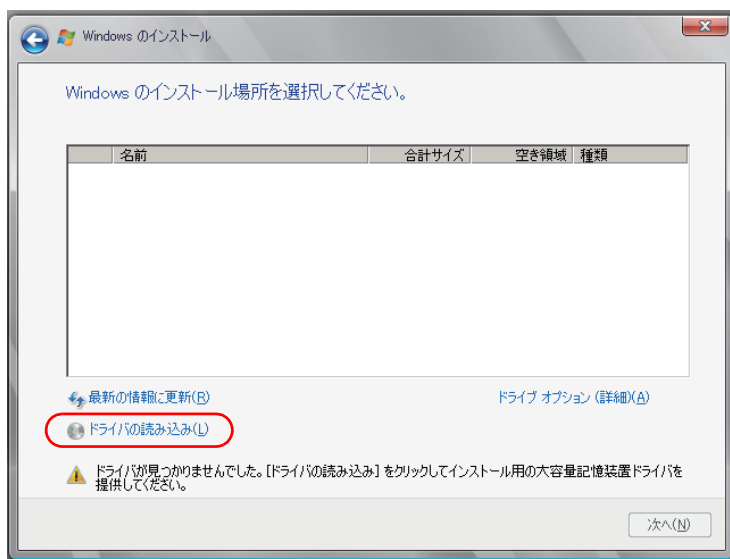 Windows のインストール
Windows のインストール場所を選択してください。
名前 合計サイズ 空き領域 種類
最新の情報に更新(R) ドライブ オプション (詳細)(A)
ドライバの読み込み(L)
ドライバが見つかりませんでした。[ドライバの読み込み] をクリックしてインストール用の大容量記憶装置ドライバを
提供してください。
次へ(N)